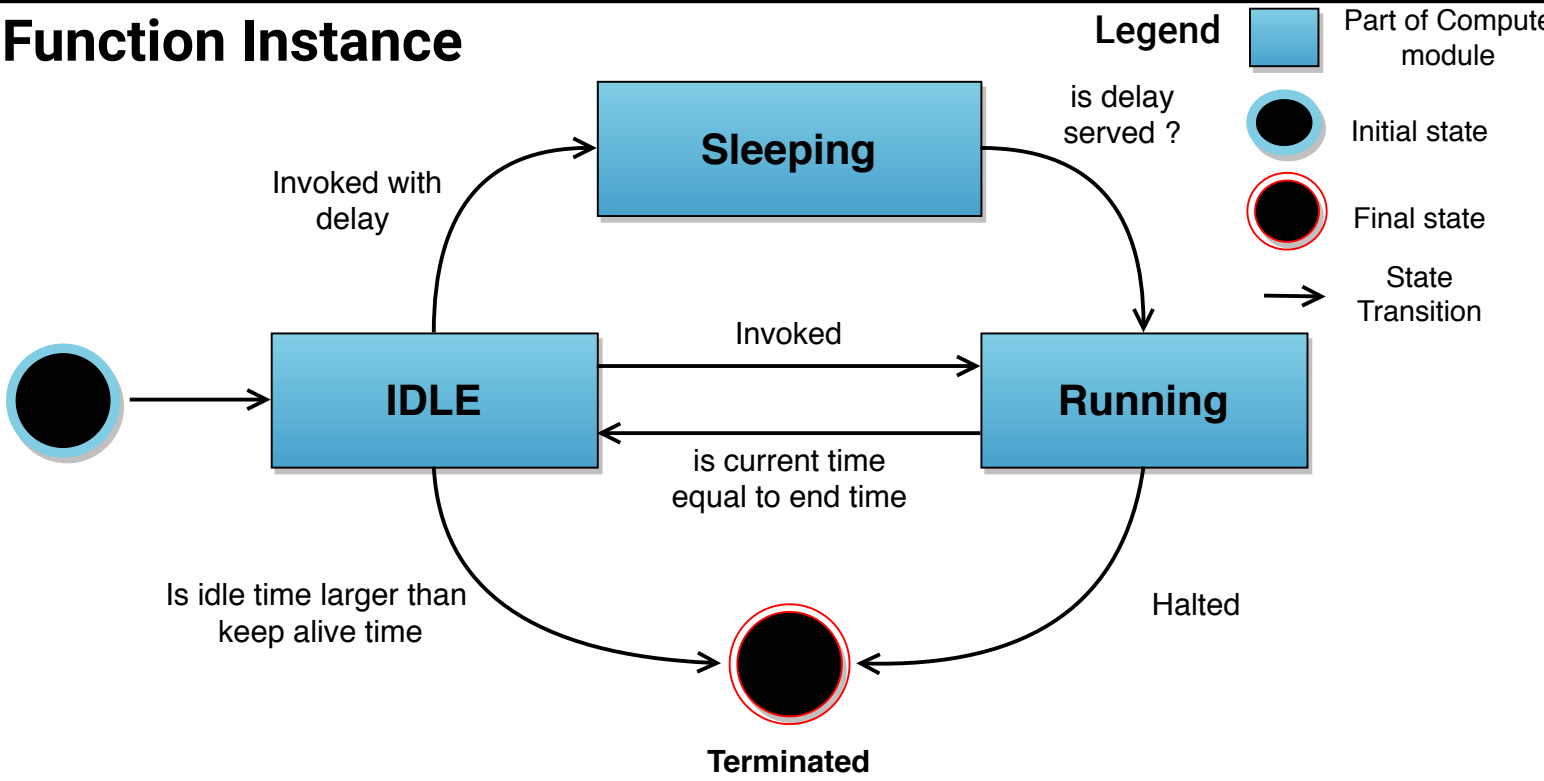 Function Instance
Legend
Part of Compute
module
Initial state
Final state
State
Transition
Sleeping
is delay
served ?
Invoked with
delay
IDLE
Invoked
Running
is current time
equal to end time
Is idle time larger than
keep alive time
Halted
Terminated